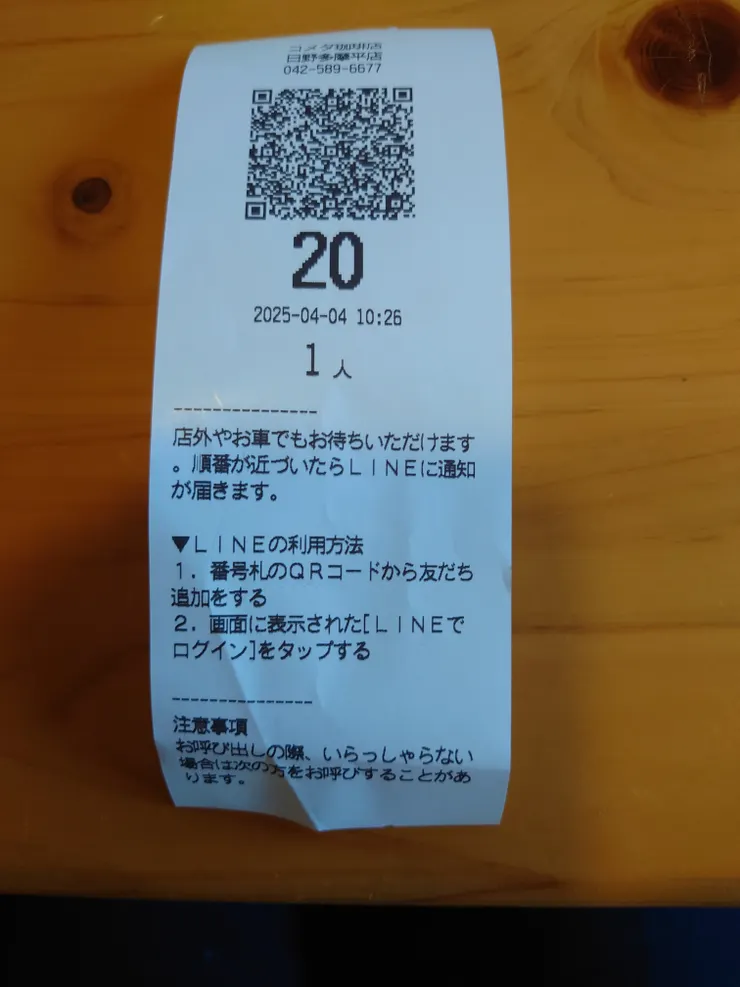 コメダ珈琲店
日野多摩平店
042-589-6677
20
2025-04-04 10:26
1人
---------------
店外やお車でもお待ちいただけます
。順番が近づいたらLINEに通知
が届きます。
▼LINEの利用方法
1．番号札のQRコードから友だち
追加をする
2．画面に表示された[LINEで
ログイン]をタップする
---------------
注意事項
お呼び出しの際、いらっしゃらない
場合は次の方をお呼びすることがあ
ります。